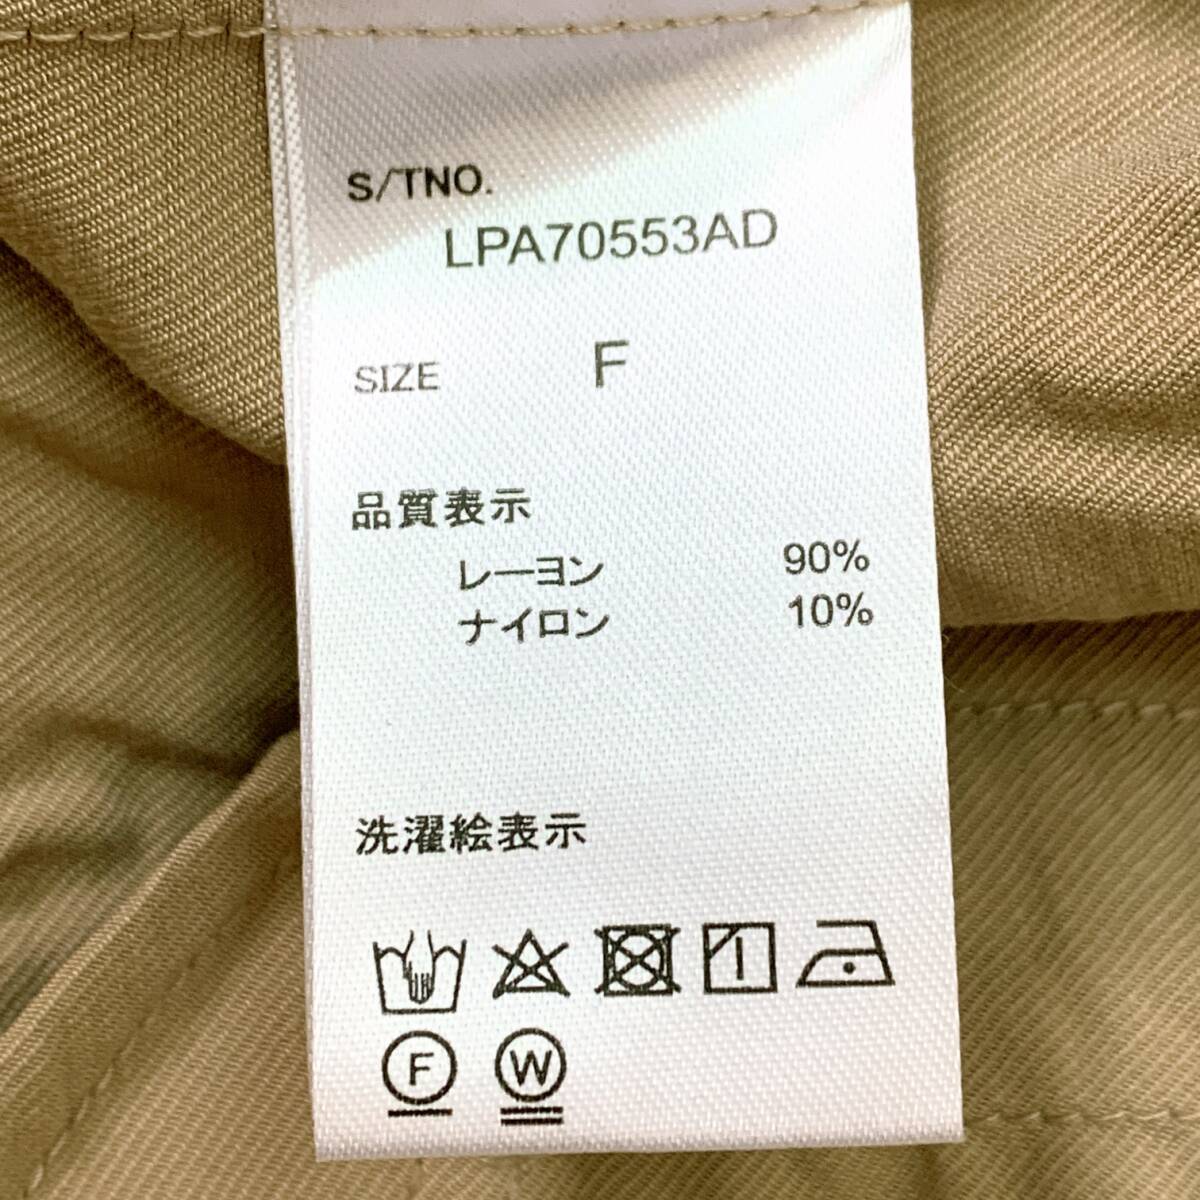 S/TNO.
LPA70553AD
SIZE F
品質表示
レーヨン 90%
ナイロン 10%
洗濯絵表示
F W